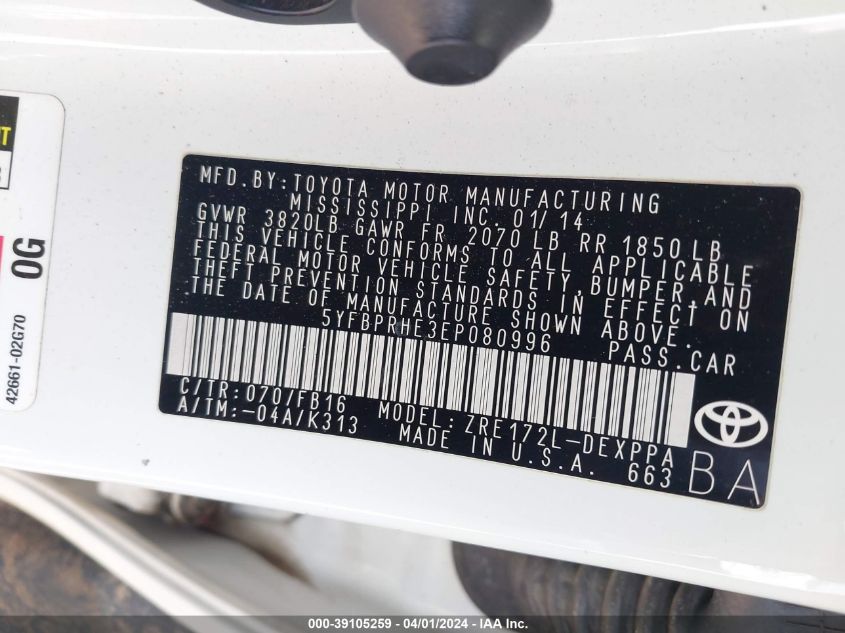 MFD.BY:TOYOTA MOTOR MANUFACTURING
MISSISSIPPI INC. 01/14
GVWR 3820LB GAWR FR 2070LB RR 1850LB
THIS VEHICLE CONFORMS TO ALL APPLICABLE
FEDERAL MOTOR VEHICLE SAFETY,BUMPER,AND
THEFT PREVENTION STANDARDS IN EFFECT ON
THE DATE OF MANUFACTURE SHOWN ABOVE.
5YFBPRHE3EP080996 PASS.CAR
C/TR:070/FB16 MODEL:ZRE172L-DEXPPA
A/TM:-04A/K313 MADE IN U.S.A. 663
BA
0G
42661-02G70
000-39105259 - 04/01/2024 - IAA Inc.